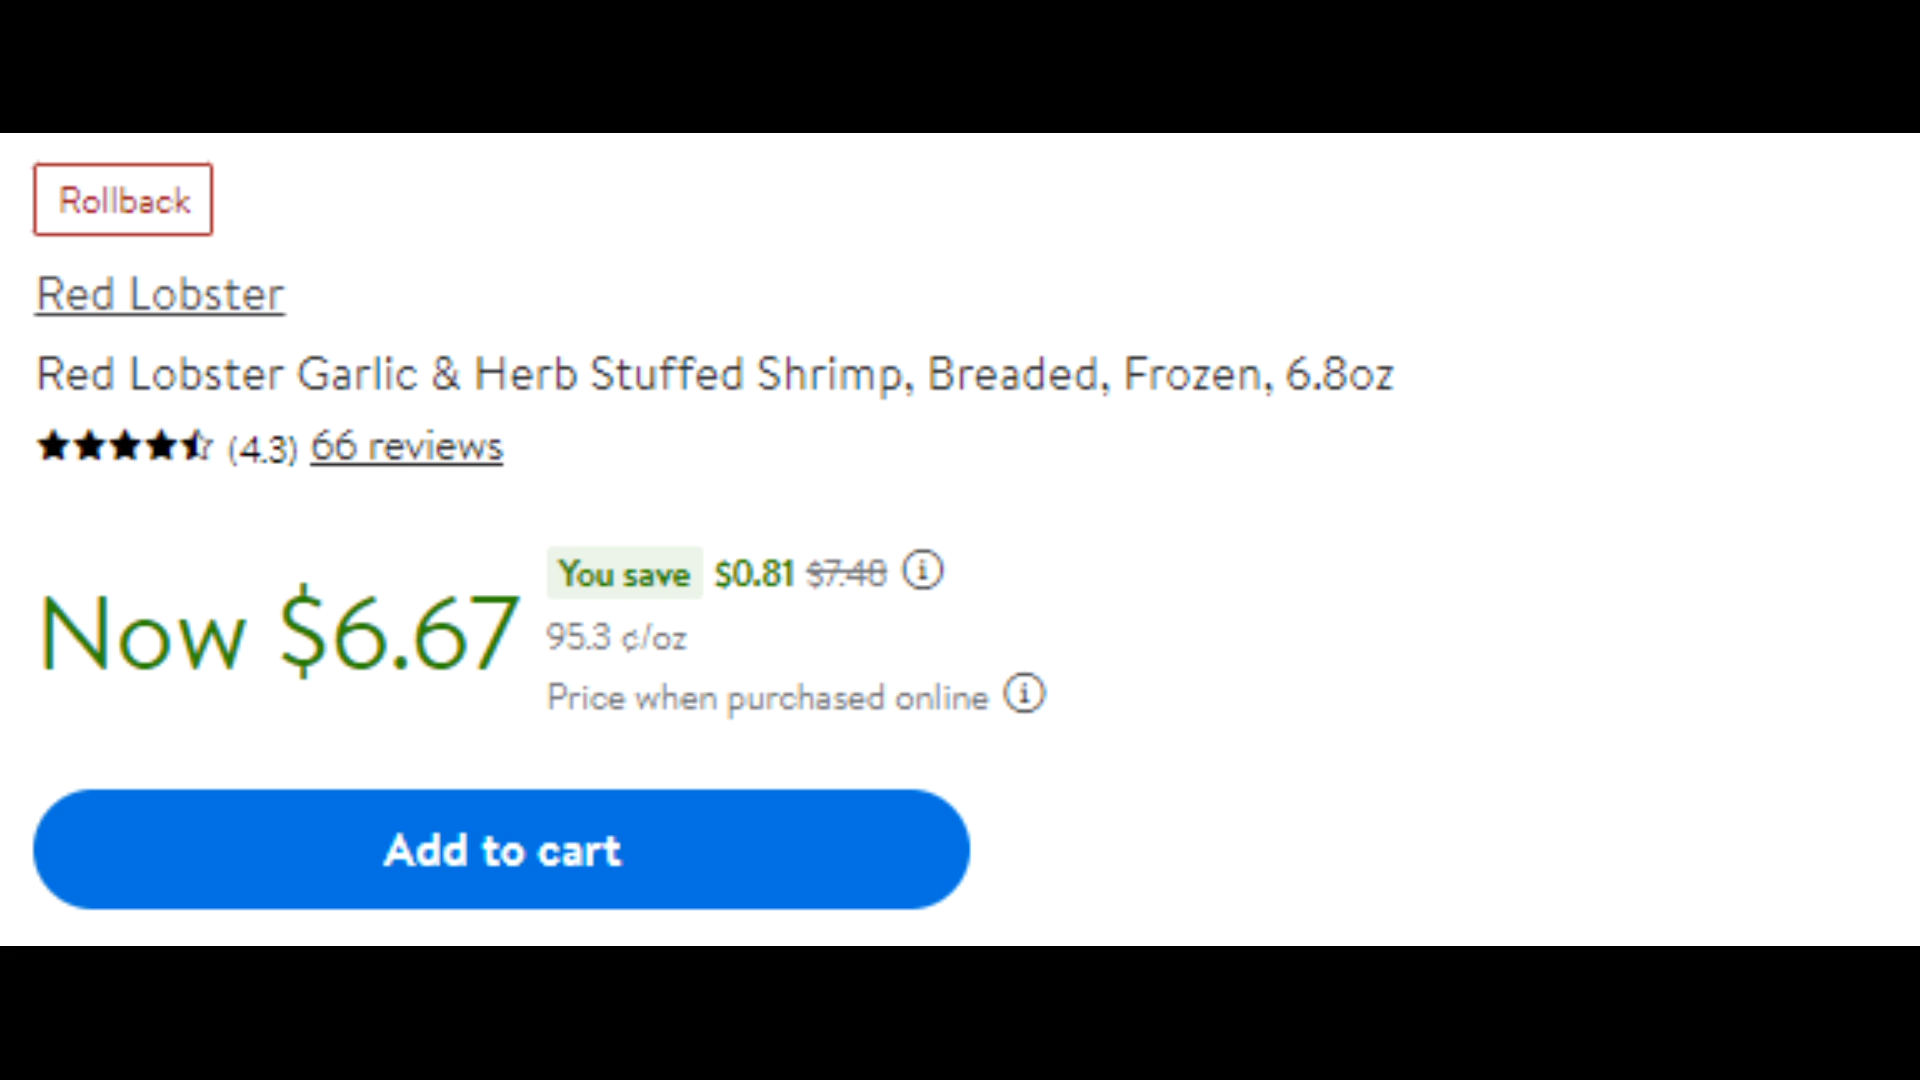 Rollback
Red Lobster
Red Lobster Garlic & Herb Stuffed Shrimp, Breaded, Frozen, 6.8oz
(4.3) 66 reviews
Now $6.67
You save $0.81 $7.48
95.3 ¢/oz
Price when purchased online
Add to cart